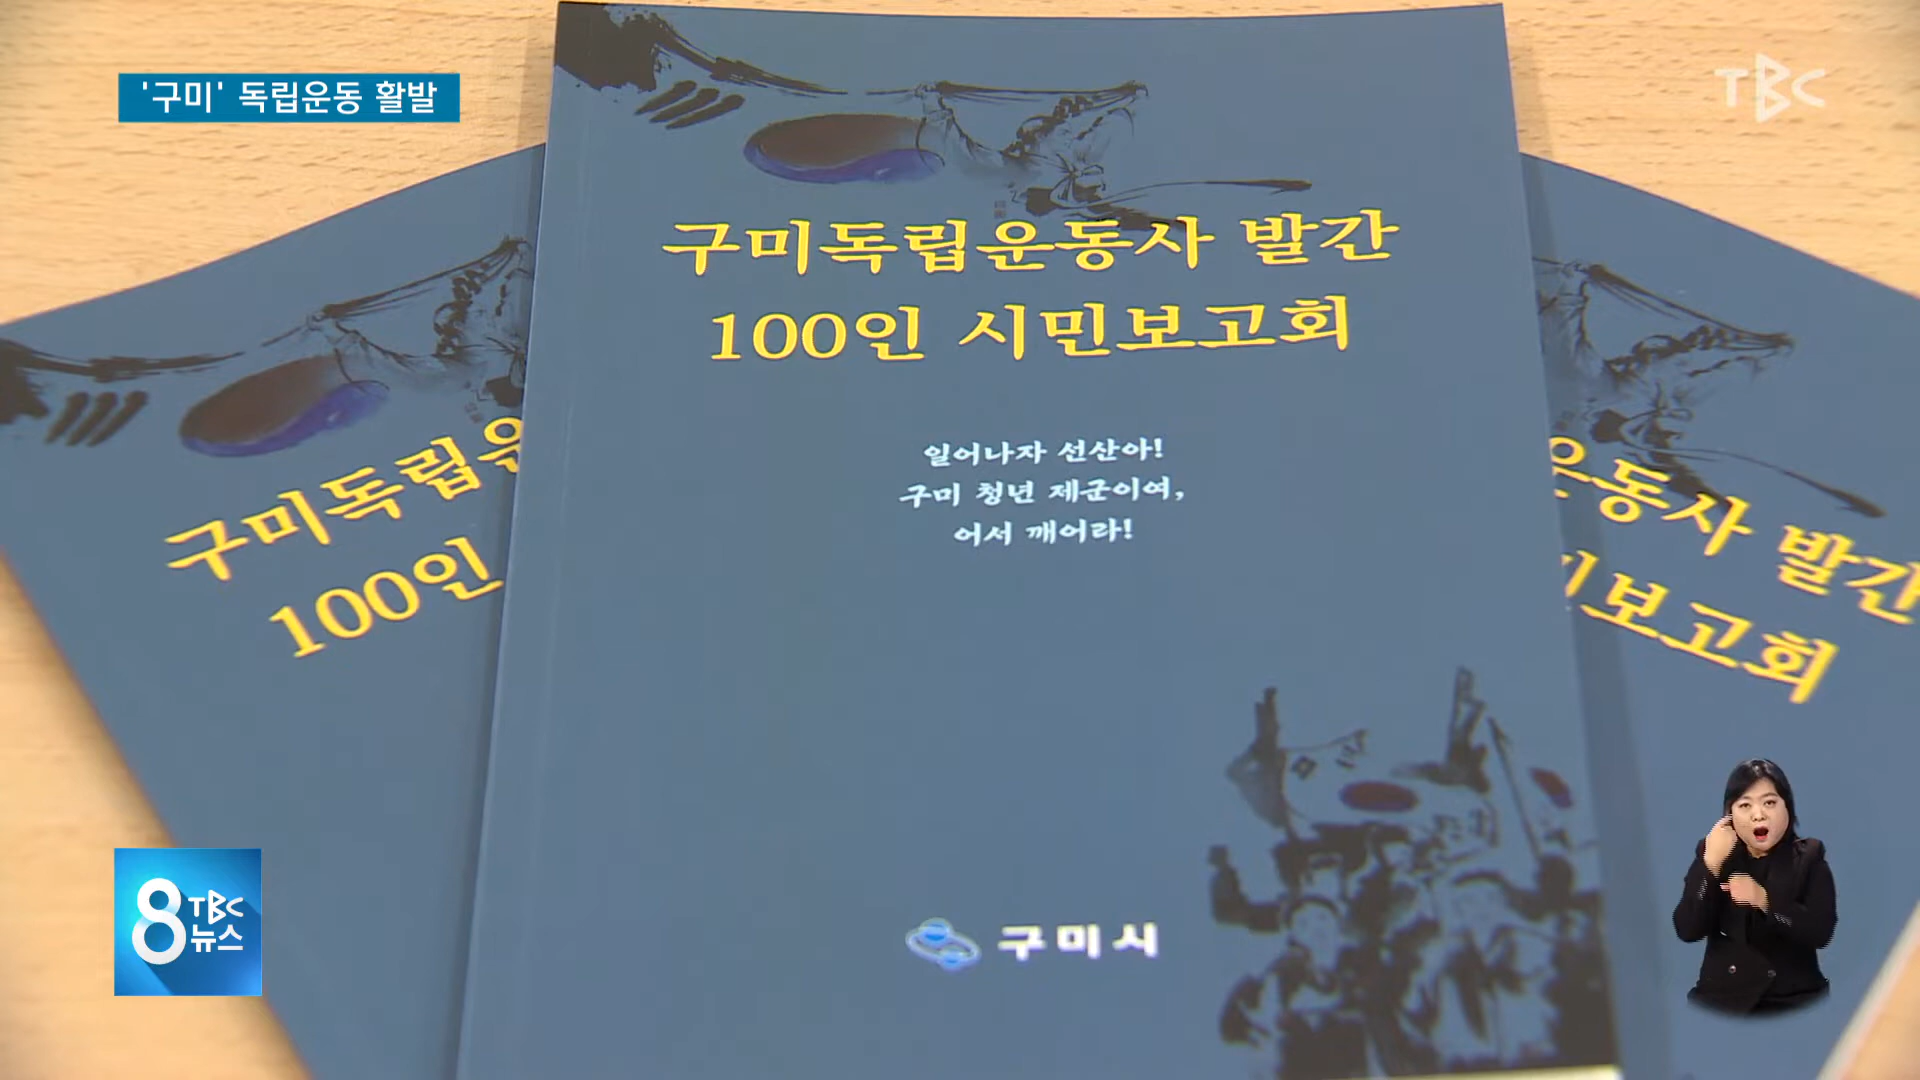 '구미' 독립운동 활발
TBC
구미독립운동사 발간
100인 시민보고회
일어나자 선산아!
구미 청년 제군이여,
어서 깨어라!
구미시
구미독립운
100인
운동사 발간
보고회
8 TBC
뉴스